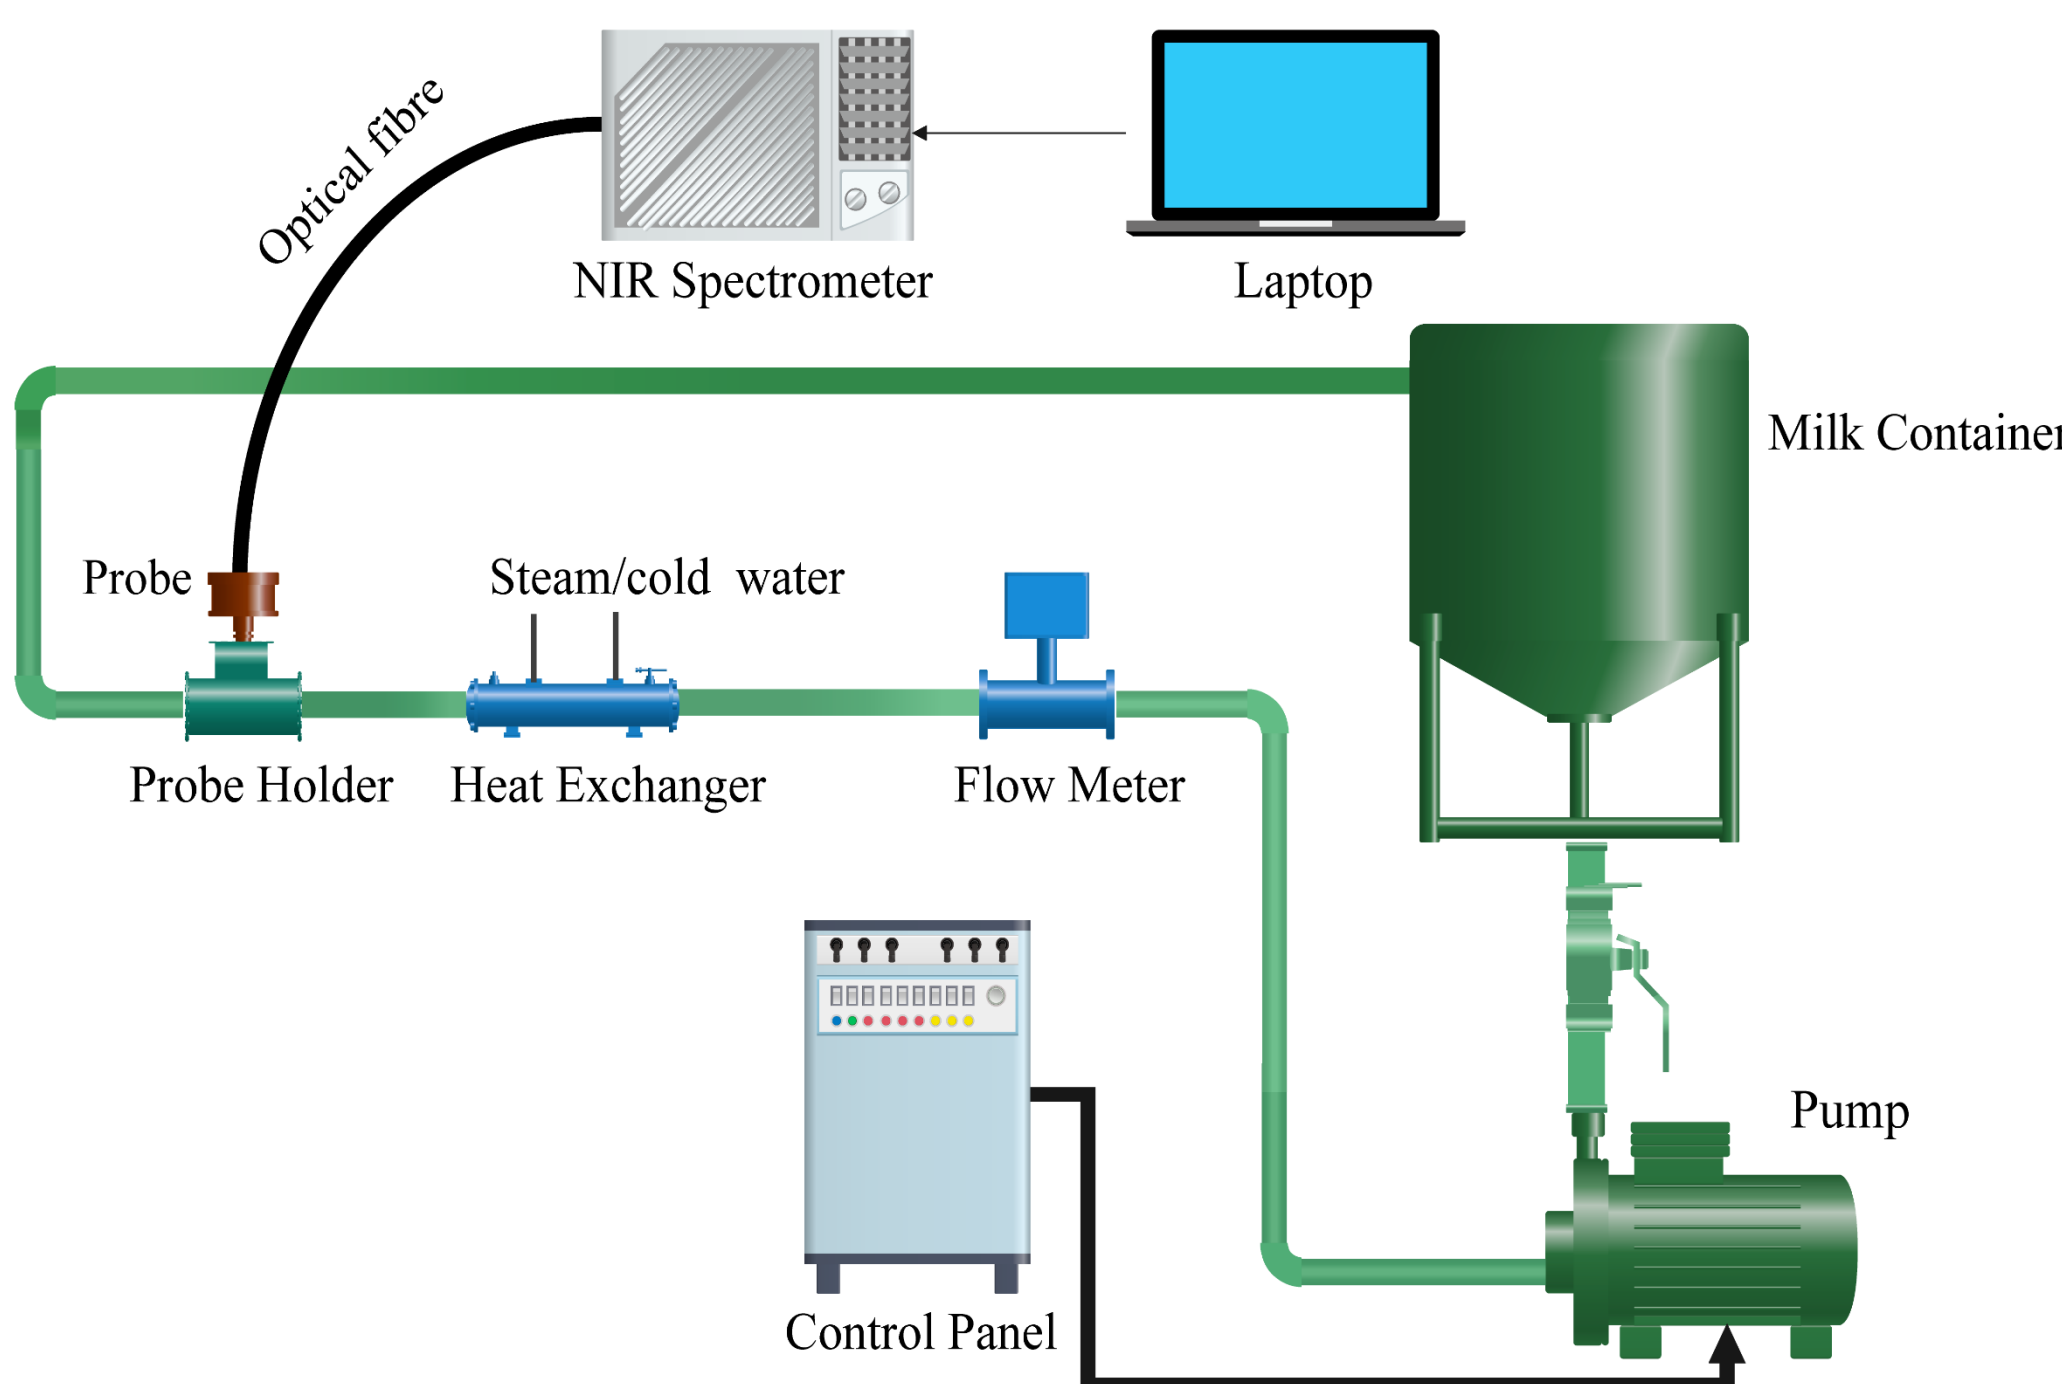 Optical fibre
NIR Spectrometer
Laptop
Milk Container
Probe
Steam/cold water
Probe Holder
Heat Exchanger
Flow Meter
Pump
Control Panel